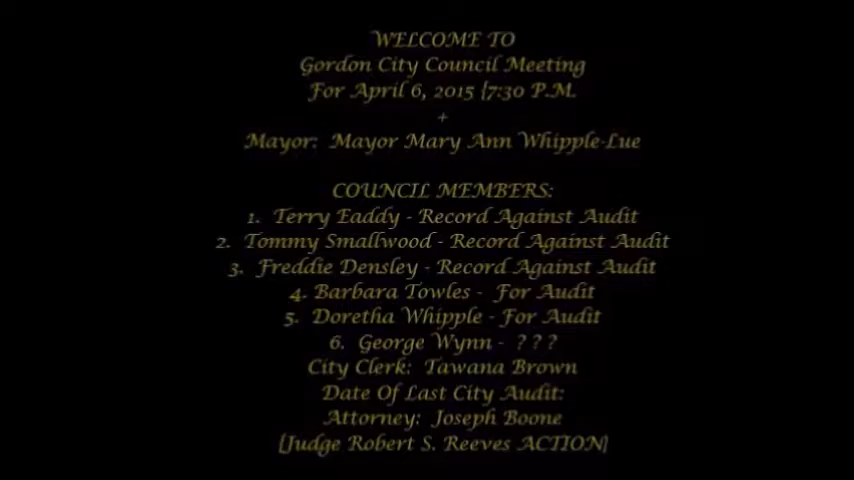 WELCOME TO
Gordon City Council Meeting
For April 6, 2015 {7:30 P.M.
+
Mayor: Mayor Mary Ann Whipple-Lue
COUNCIL MEMBERS:
1. Terry Eaddy - Record Against Audit
2. Tommy Smallwood - Record Against Audit
3. Freddie Densley - Record Against Audit
4. Barbara Towles - For Audit
5. Doretha Whipple - For Audit
6. George Wynn - ? ? ?
City Clerk: Tawana Brown
Date Of Last City Audit:
Attorney: Joseph Boone
{Judge Robert S. Reeves ACTION}